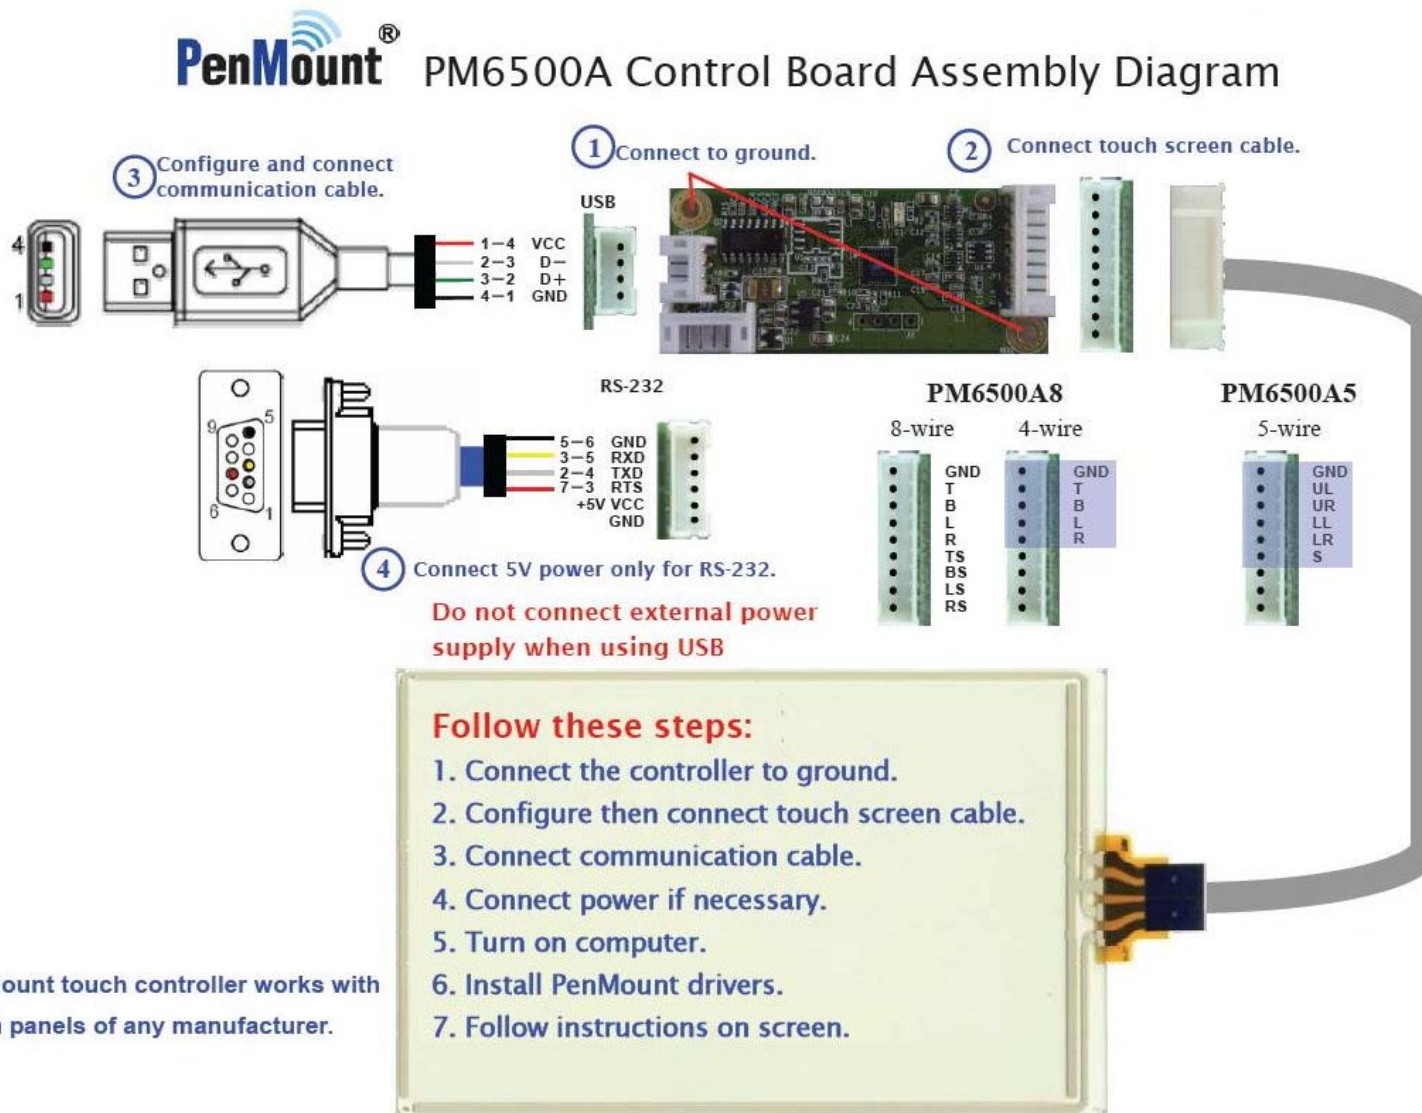 PenMount® PM6500A Control Board Assembly Diagram
1 Connect to ground.
2 Connect touch screen cable.
3 Configure and connect
communication cable.
USB
4
1
1-4 VCC
2-3 D-
3-2 D+
4-1 GND
RS-232
9
5
6
1
5-6 GND
3-5 RXD
2-4 TXD
7-3 RTS
+5V VCC
GND
4 Connect 5V power only for RS-232.
Do not connect external power
supply when using USB
PM6500A8
8-wire
GND
T
B
L
R
TS
BS
LS
RS
4-wire
GND
T
B
L
R
PM6500A5
5-wire
GND
UL
UR
LL
LR
S
Follow these steps:
1. Connect the controller to ground.
2. Configure then connect touch screen cable.
3. Connect communication cable.
4. Connect power if necessary.
5. Turn on computer.
6. Install PenMount drivers.
7. Follow instructions on screen.
ount touch controller works with
panels of any manufacturer.